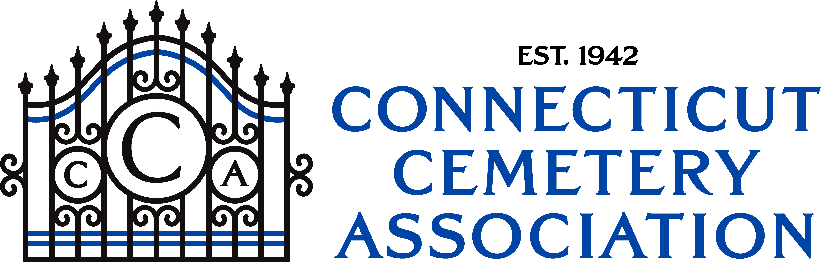 C C A
EST. 1942
CONNECTICUT
CEMETERY
ASSOCIATION